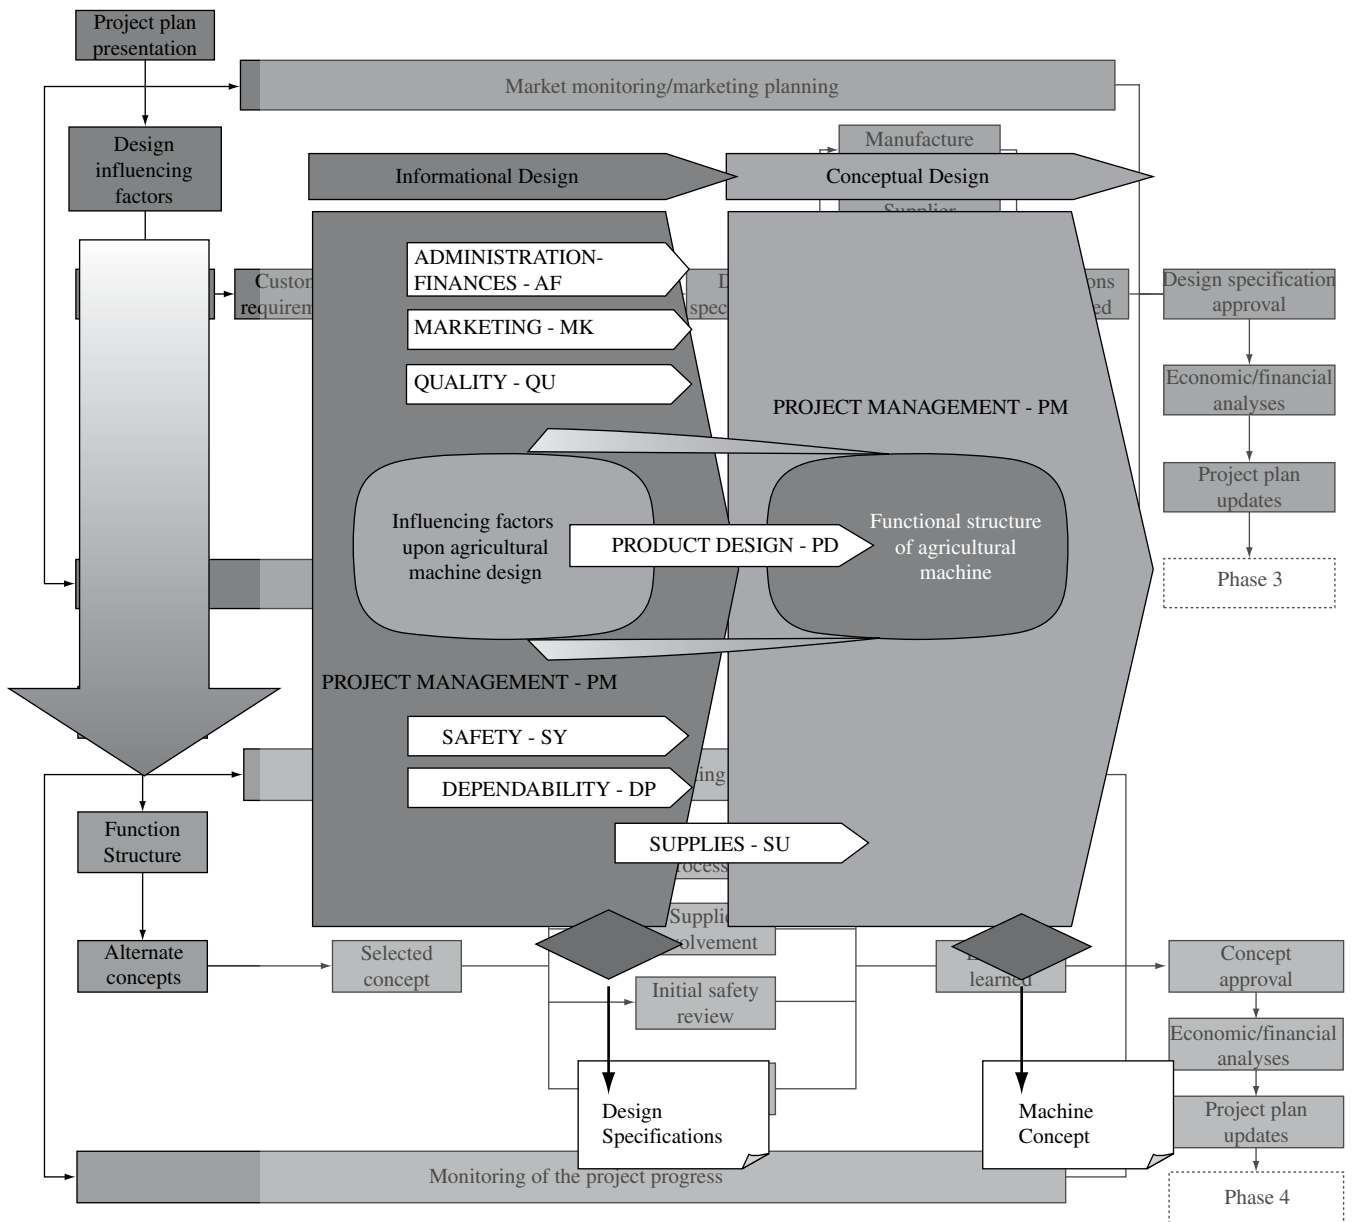 Project plan
presentation
Market monitoring/marketing planning
Design
influencing
factors
Manufacture
Informational Design
Conceptual Design
Supplier
ADMINISTRATION-
FINANCES - AF
MARKETING - MK
QUALITY - QU
Design specification
approval
Economic/financial
analyses
PROJECT MANAGEMENT - PM
Project plan
updates
Influencing factors
upon agricultural
machine design
PRODUCT DESIGN - PD
Functional structure
of agricultural
machine
Phase 3
PROJECT MANAGEMENT - PM
SAFETY - SY
DEPENDABILITY - DP
SUPPLIES - SU
Function
Structure
Alternate
concepts
Selected
concept
Initial safety
review
learned
Concept
approval
Economic/financial
analyses
Project plan
updates
Design
Specifications
Machine
Concept
Monitoring of the project progress
Phase 4